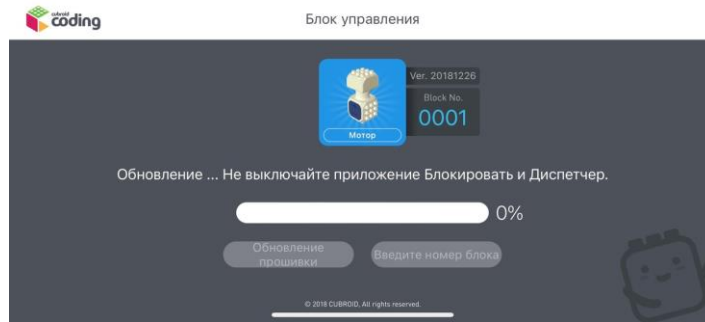 cubroid
coding
Блок управления
Ver. 20181226
Block No.
0001
Мотор
Обновление ... Не выключайте приложение Блокировать и Диспетчер.
0%
Обновление
прошивки
Введите номер блока
© 2018 CUBROID, All rights reserved.